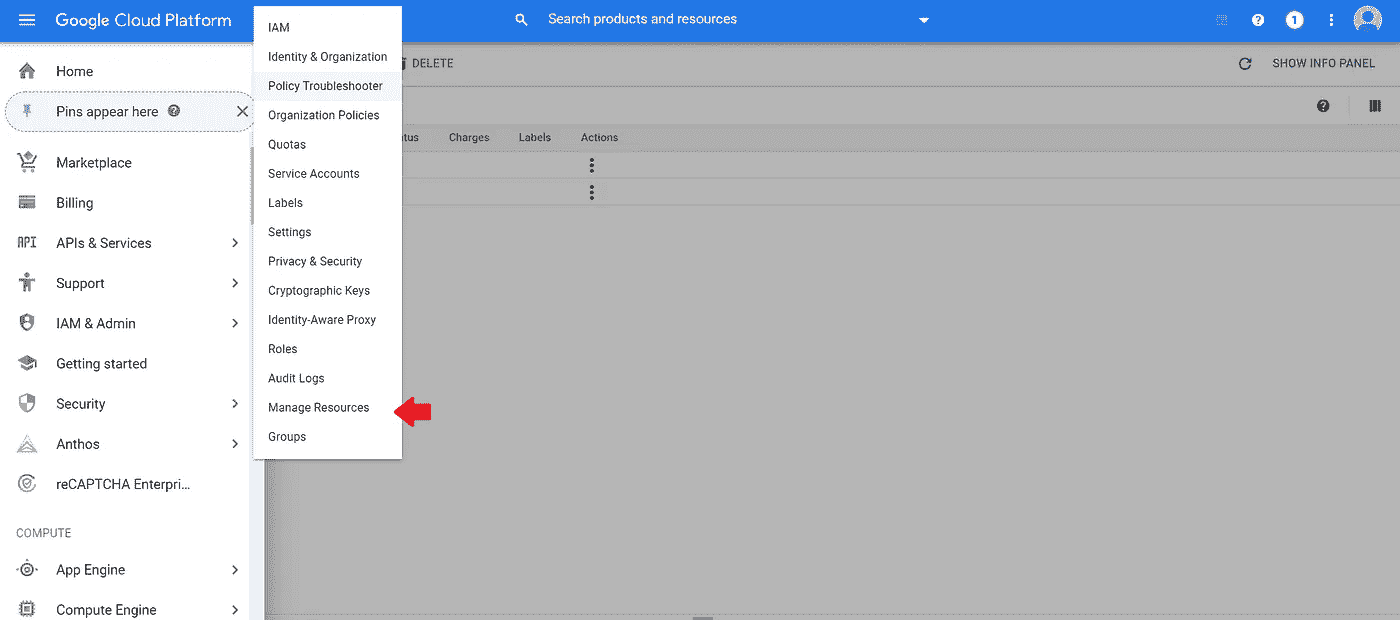 Google Cloud Platform
Search products and resources
1
Home
Pins appear here
Marketplace
Billing
API APIs & Services
Support
IAM & Admin
Getting started
Security
Anthos
reCAPTCHA Enterpri...
COMPUTE
App Engine
Compute Engine
IAM
Identity & Organization
Policy Troubleshooter
Organization Policies
Quotas
Service Accounts
Labels
Settings
Privacy & Security
Cryptographic Keys
Identity-Aware Proxy
Roles
Audit Logs
Manage Resources
Groups
DELETE
SHOW INFO PANEL
tus Charges Labels Actions